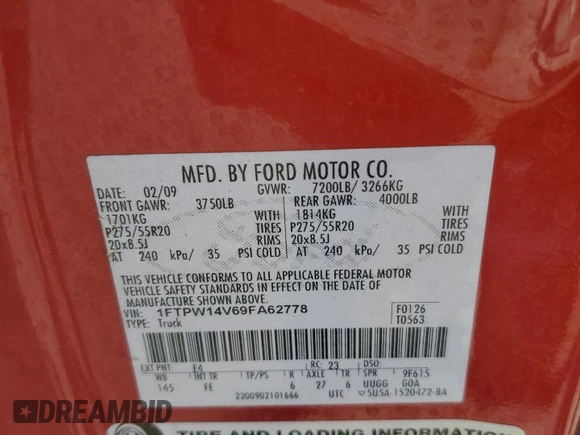 MFD. BY FORD MOTOR CO.
02/09 GVWR: 7200LB/ 3266KG
FRONT GAWR: 3750LB REAR GAWR: 4000LB
1701KG WITH 1814KG WITH
P275/55R20 TIRES P275/55R20 TIRES
20x8.5J RIMS 20x8.5J RIMS
AT 240 kPa/ 35 PSI COLD AT 240 kPa/ 35 PSI COLD
THIS VEHICLE CONFORMS TO ALL APPLICABLE FEDERAL MOTOR
VEHICLE SAFETY STANDARDS IN EFFECT ON THE DATE OF
MANUFACTURE SHOWN ABOVE.
VIN: 1FTPW14V69FA62778 F0126
TYPE: Truck T0563
EXT PNT: E4 RC: 23 DSO:
WB INT TR TP/PS R AXLE TR SPR 9F615
145 FE 6 27 6 UUGG GOA
2200902101666 UTC 5U5A-1520472-BA
DREAMBID
TIRE AND LOADING INFORMATION